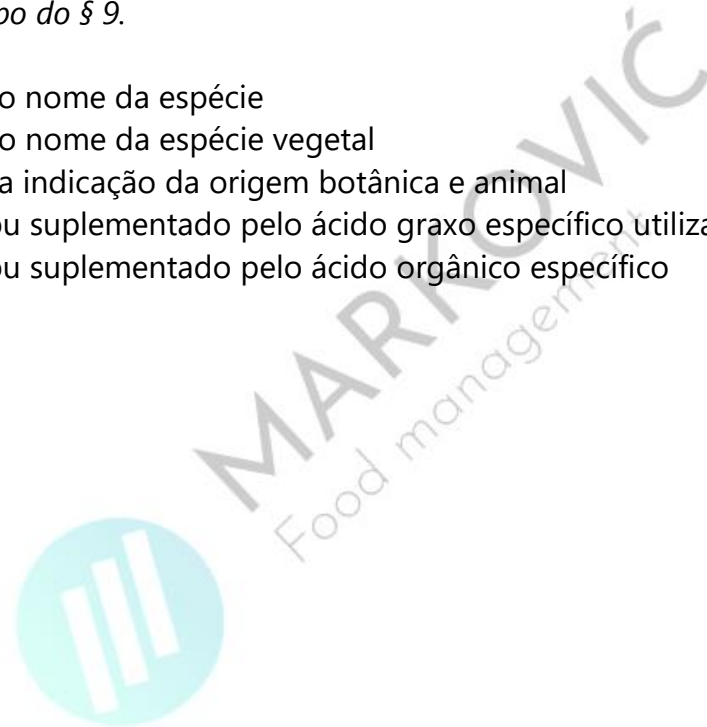 po do § 9.
o nome da espécie
o nome da espécie vegetal
a indicação da origem botânica e animal
ou suplementado pelo ácido graxo específico utiliza
ou suplementado pelo ácido orgânico específico
MARKOVIĆ
Food management